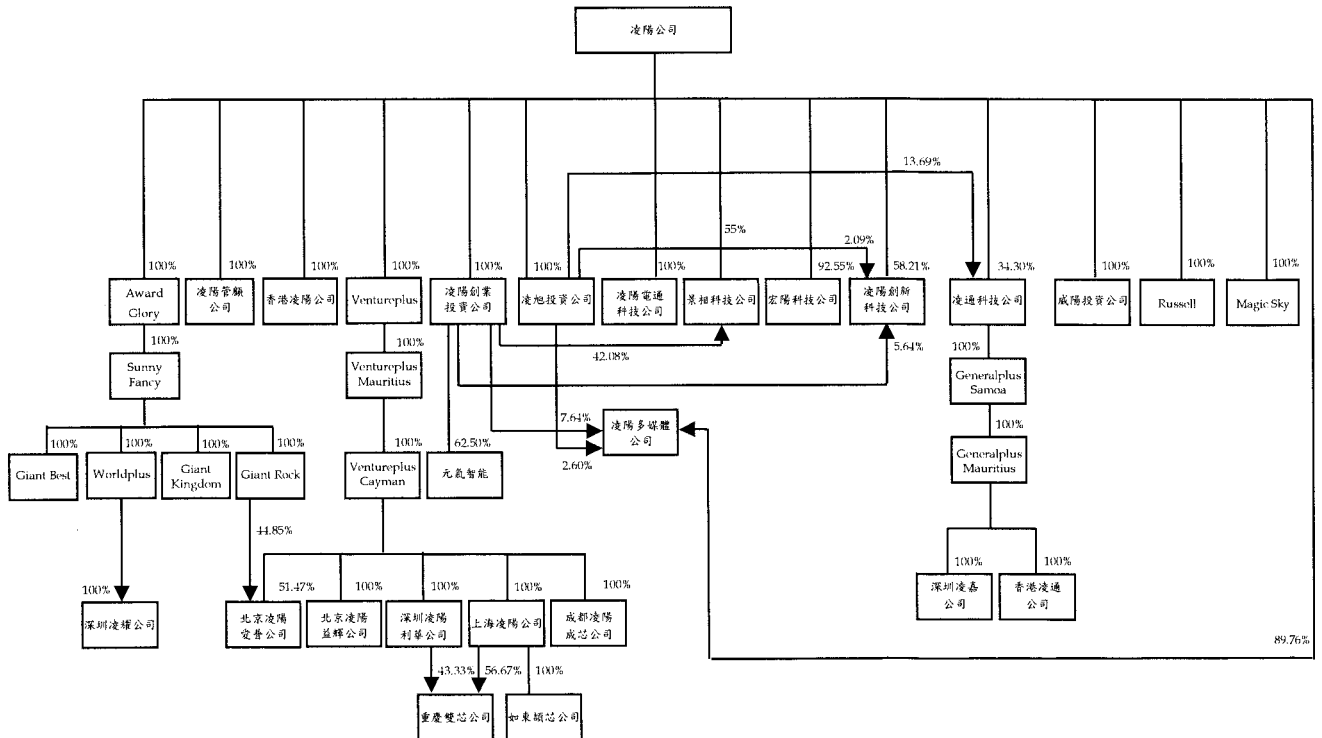 凌陽公司
13.69%
55%
2.09%
100%
100%
100%
100%
100%
100%
100%
92.55%
58.21%
34.30%
100%
100%
100%
Award
Glory
凌陽管顧
公司
香港凌陽公司
Ventureplus
凌陽創業
投資公司
凌旭投資公司
凌陽電通
科技公司
景相科技公司
宏陽科技公司
凌陽創新
科技公司
凌通科技公司
威陽投資公司
Russell
Magic Sky
100%
100%
42.08%
5.64%
100%
Sunny
Fancy
Ventureplus
Mauritius
Generalplus
Samoa
7.64%
凌陽多媒體
公司
100%
100%
100%
100%
100%
100%
62.50%
2.60%
Giant Best
Worldplus
Giant
Kingdom
Giant Rock
Ventureplus
Cayman
元氣智能
Generalplus
Mauritius
44.85%
100%
51.47%
100%
100%
100%
100%
100%
100%
深圳凌嘉
公司
香港凌通
公司
深圳凌權公司
北京凌陽
愛普公司
北京凌陽
益輝公司
深圳凌陽
利華公司
上海凌陽公司
成都凌陽
成芯公司
89.76%
43.33%
56.67%
100%
重慶雙芯公司